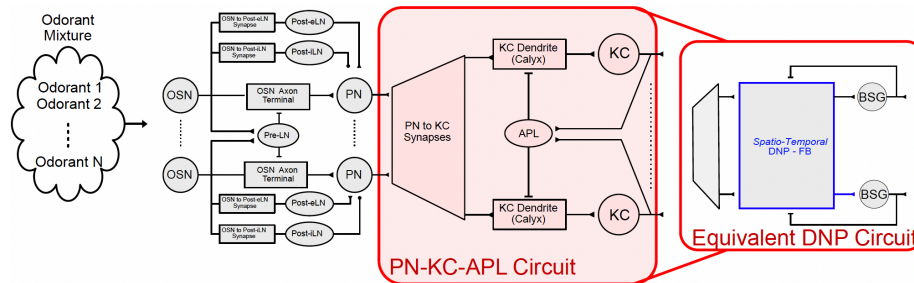 Odorant
Mixture
Odorant 1
Odorant 2
Odorant N
OSN to Post-eLN
Synapse
Post-eLN
OSN to Post-iLN
Synapse
Post-iLN
OSN
OSN Axon
Terminal
PN
Pre-LN
OSN
OSN Axon
Terminal
PN
OSN to Post-eLN
Synapse
Post-eLN
OSN to Post-iLN
Synapse
Post-iLN
PN to KC
Synapses
KC Dendrite
(Calyx)
KC
APL
KC Dendrite
(Calyx)
KC
PN-KC-APL Circuit
Spatio-Temporal
DNP - FB
BSG
BSG
Equivalent DNP Circuit